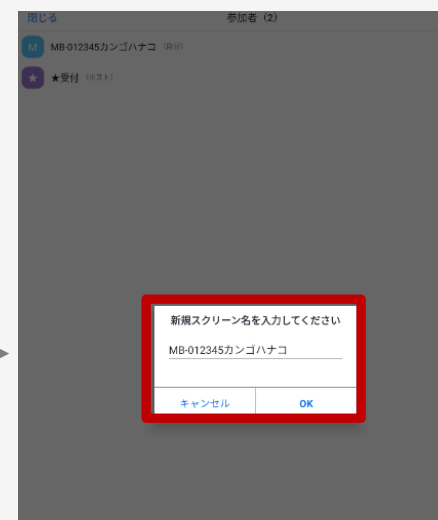 閉じる
参加者（2）
M
MB-012345カンゴハナコ（自分）
★受付（ホスト）
新規スクリーン名を入力してください
MB-012345カンゴハナコ
キャンセル
OK